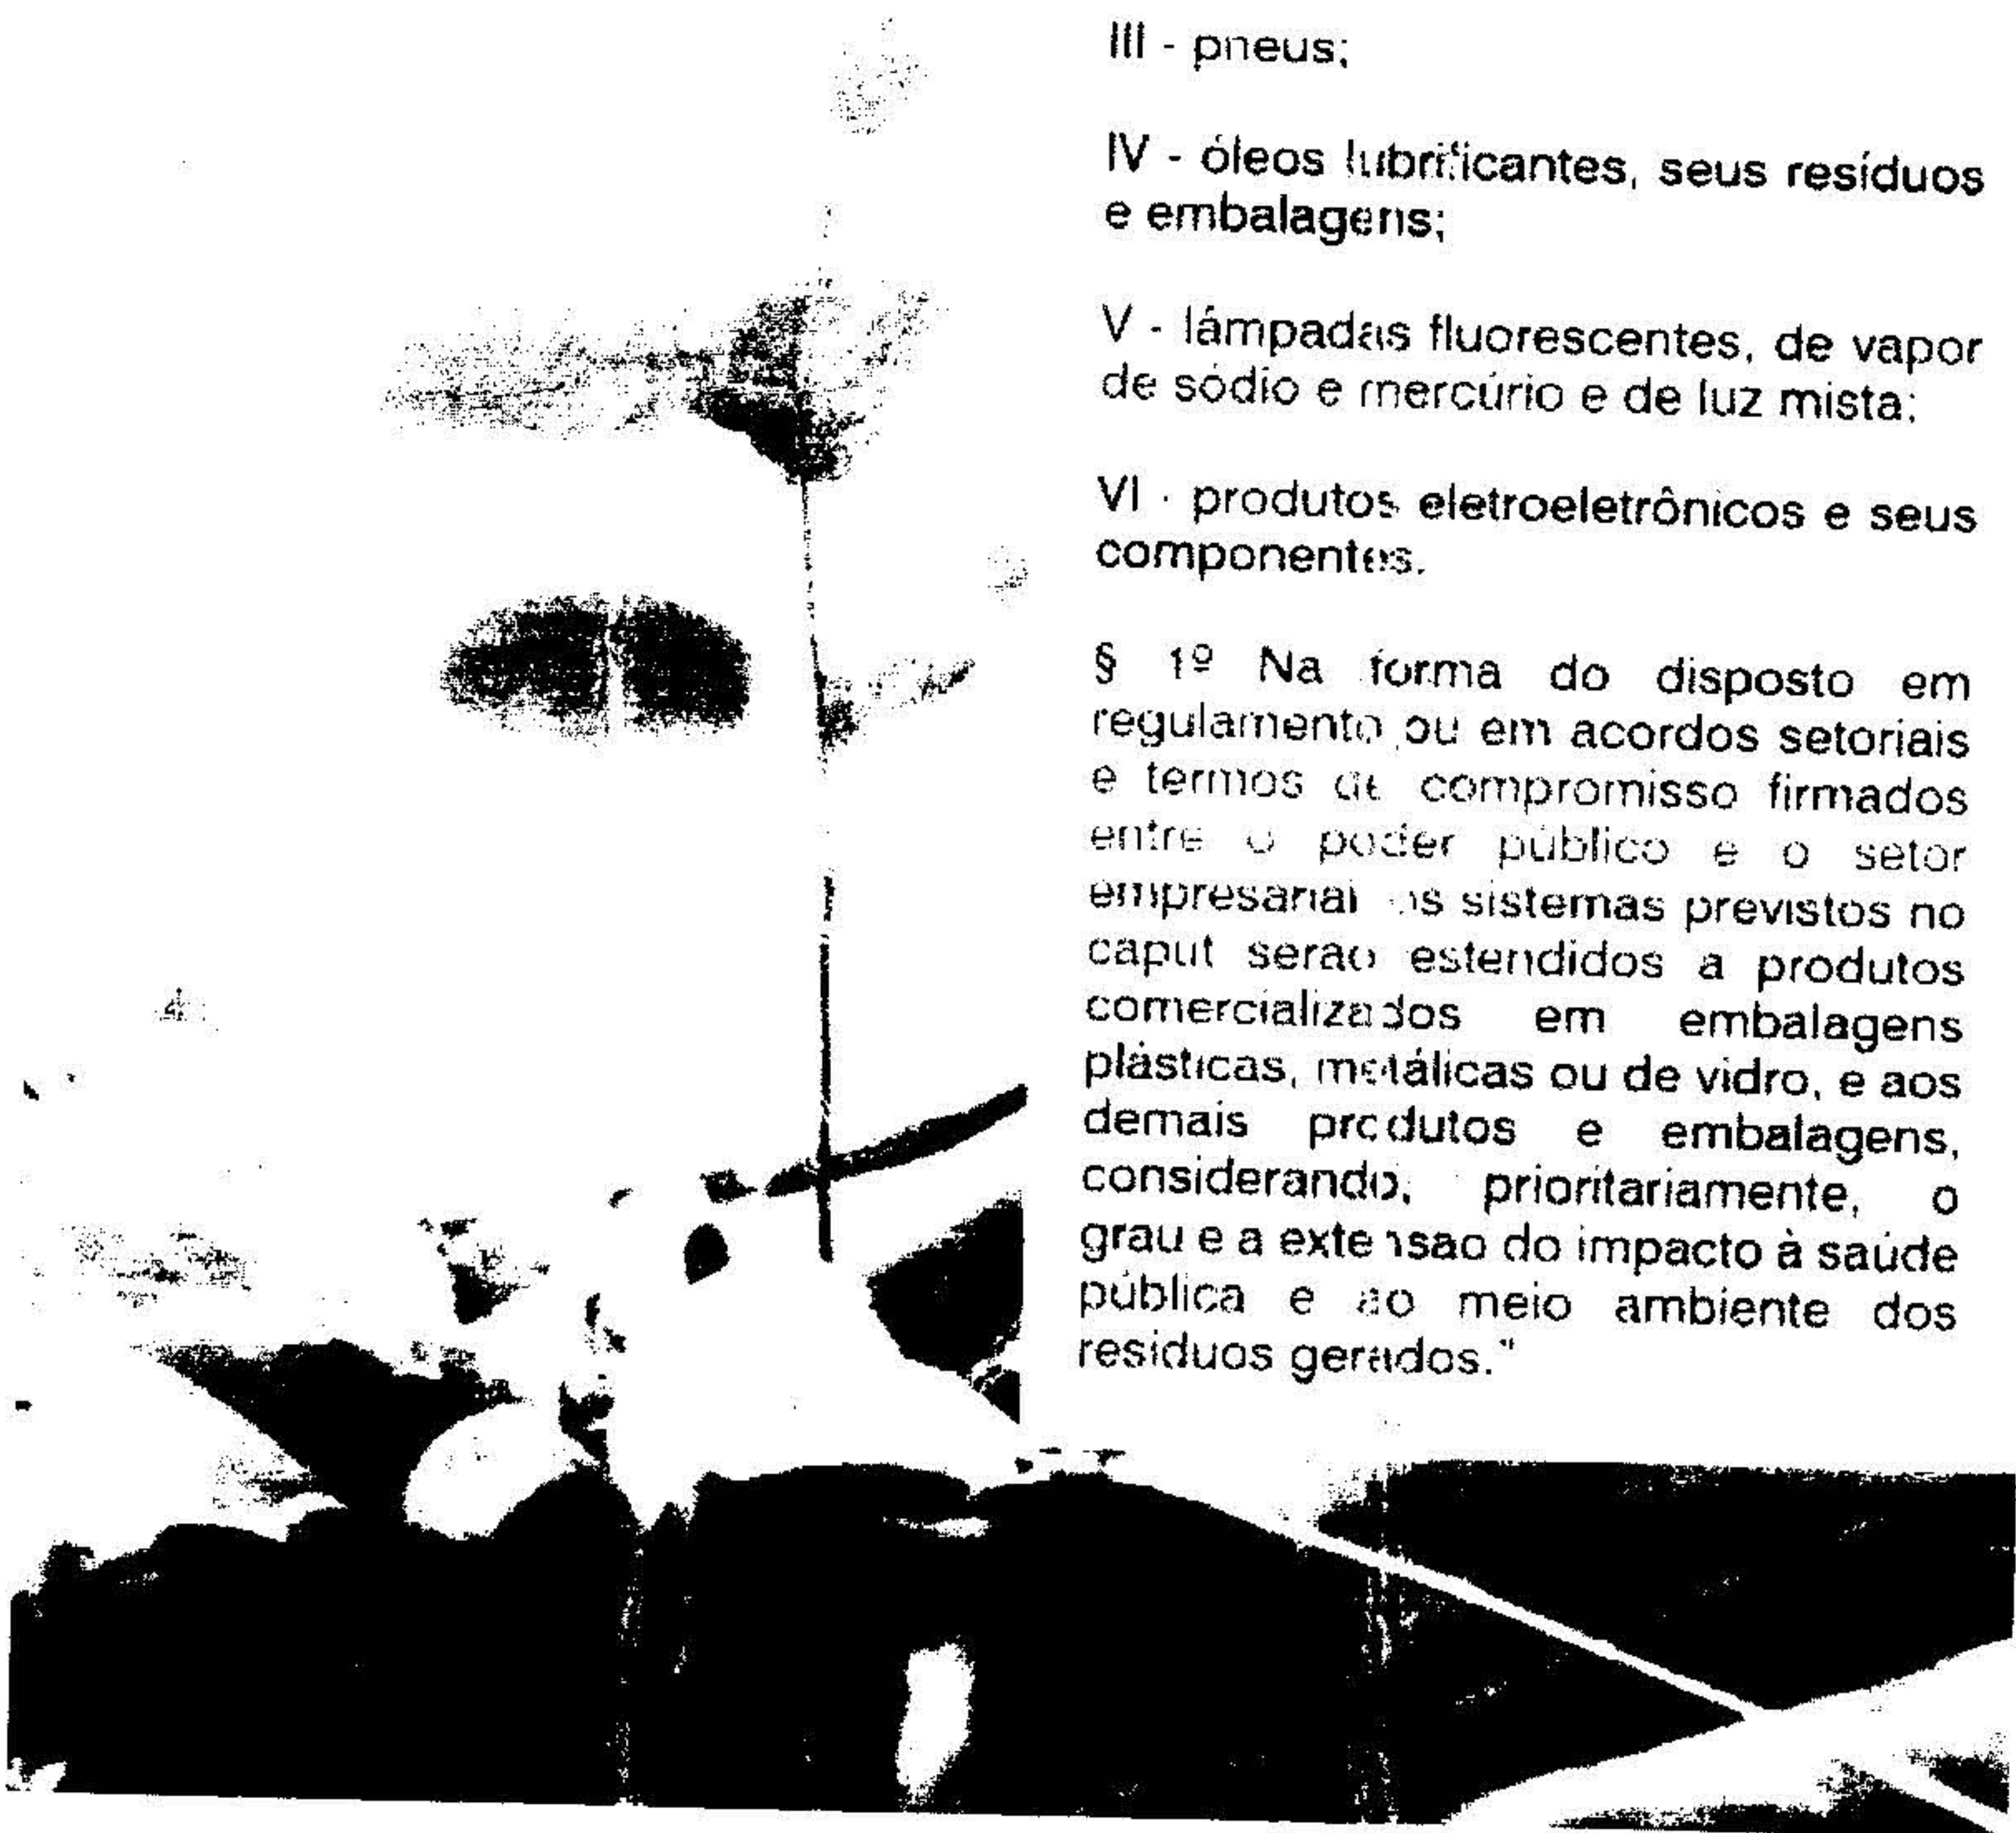 III - pneus;
IV - óleos lubrificantes, seus resíduos
e embalagens;
V - lâmpadas fluorescentes, de vapor
de sódio e mercúrio e de luz mista;
VI - produtos eletroeletrônicos e seus
componentes.
§ 1º Na forma do disposto em
regulamento ou em acordos setoriais
e termos de compromisso firmados
entre o poder público e o setor
empresarial os sistemas previstos no
caput serão estendidos a produtos
comercializados em embalagens
plásticas, metálicas ou de vidro, e aos
demais produtos e embalagens,
considerando, prioritariamente, o
grau e a extensão do impacto à saúde
pública e ao meio ambiente dos
resíduos gerados."